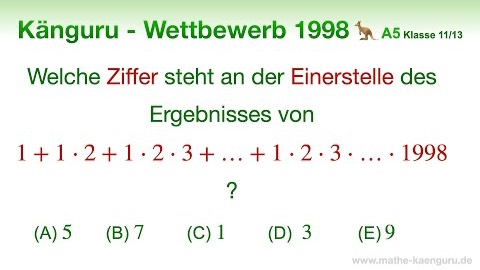 Känguru - Wettbewerb 1998 🦘 A5 Klasse 11/13
Welche Ziffer steht an der Einerstelle des
Ergebnisses von
1 + 1 · 2 + 1 · 2 · 3 + … + 1 · 2 · 3 · … · 1998
?
(A) 5 (B) 7 (C) 1 (D) 3 (E) 9
www.mathe-kaenguru.de